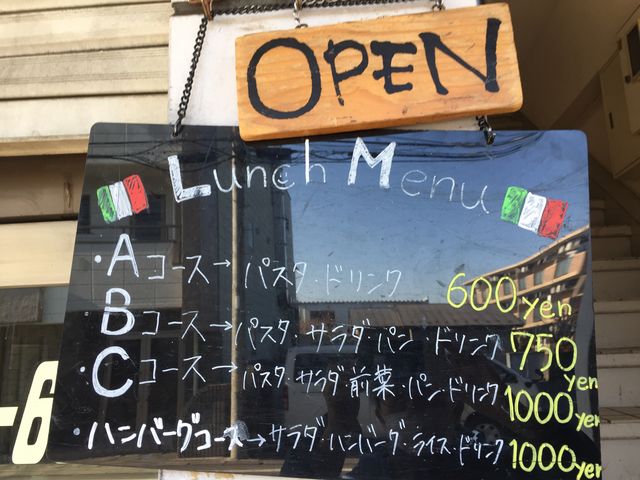 OPEN
Lunch Menu
・Aコース→パスタ・ドリンク 600yen
Bコース→パスタ・サラダ・パン・ドリンク 750yen
・Cコース→パスタ・サラダ・前菜・パン・ドリンク 1000yen
・ハンバーグコース→サラダ・ハンバーグ・ライス・ドリンク 1000yen
-6